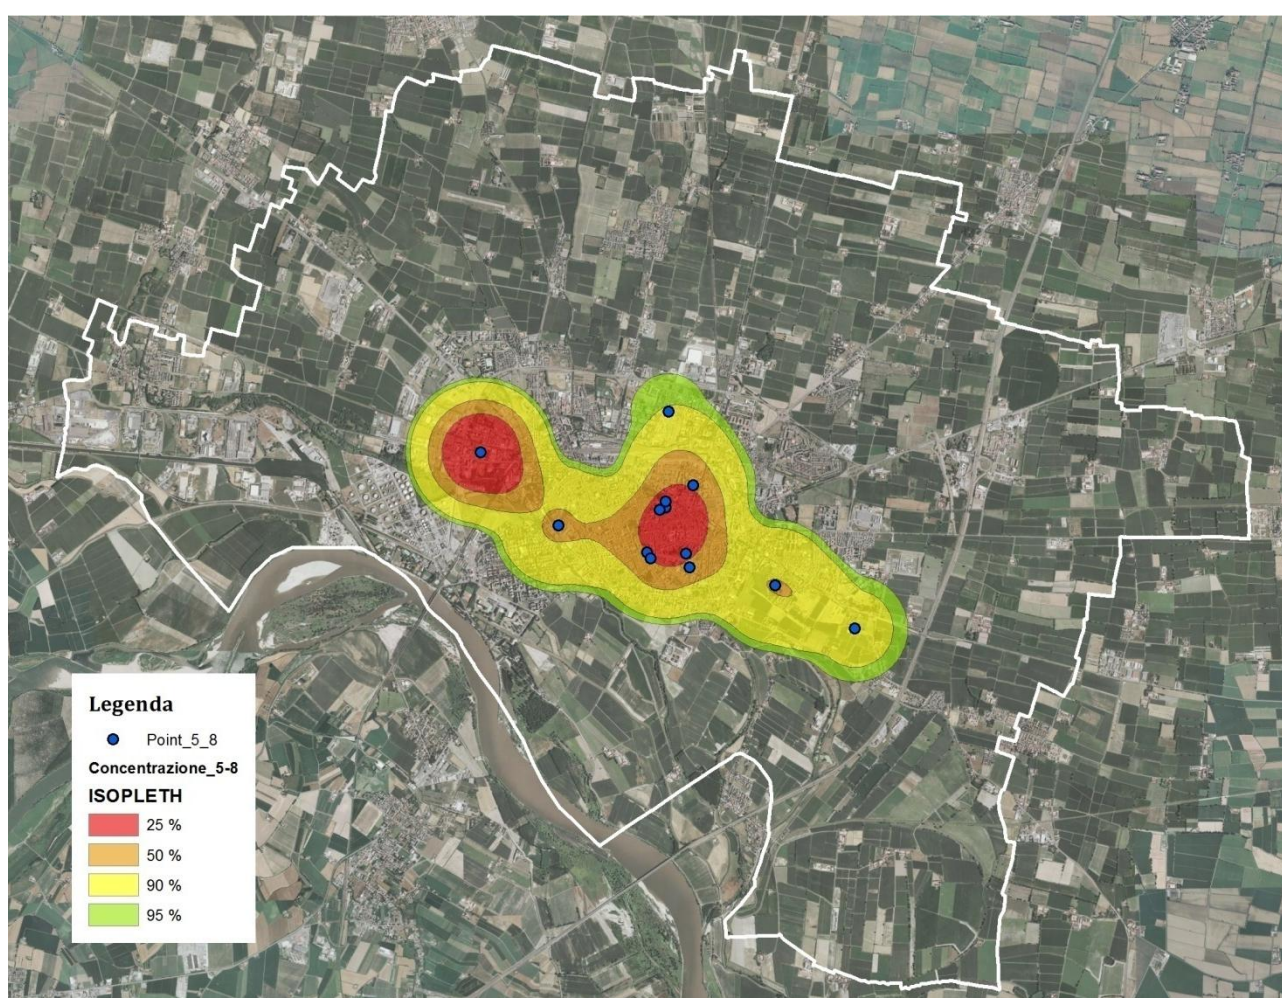 Legenda
Point_5_8
Concentrazione_5-8
ISOPLETH
25 %
50 %
90 %
95 %